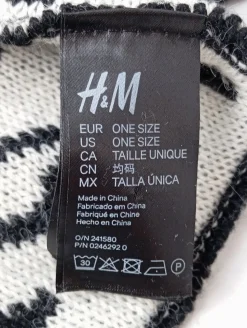 H&M
EUR ONE SIZE
US ONE SIZE
CA TAILLE UNIQUE
CN 均码
MX TALLA ÚNICA
Made in China
Fabricado em China
Fabriqué en Chine
Hecho en China
O/N 241580
P/N 0246292 0
30 P